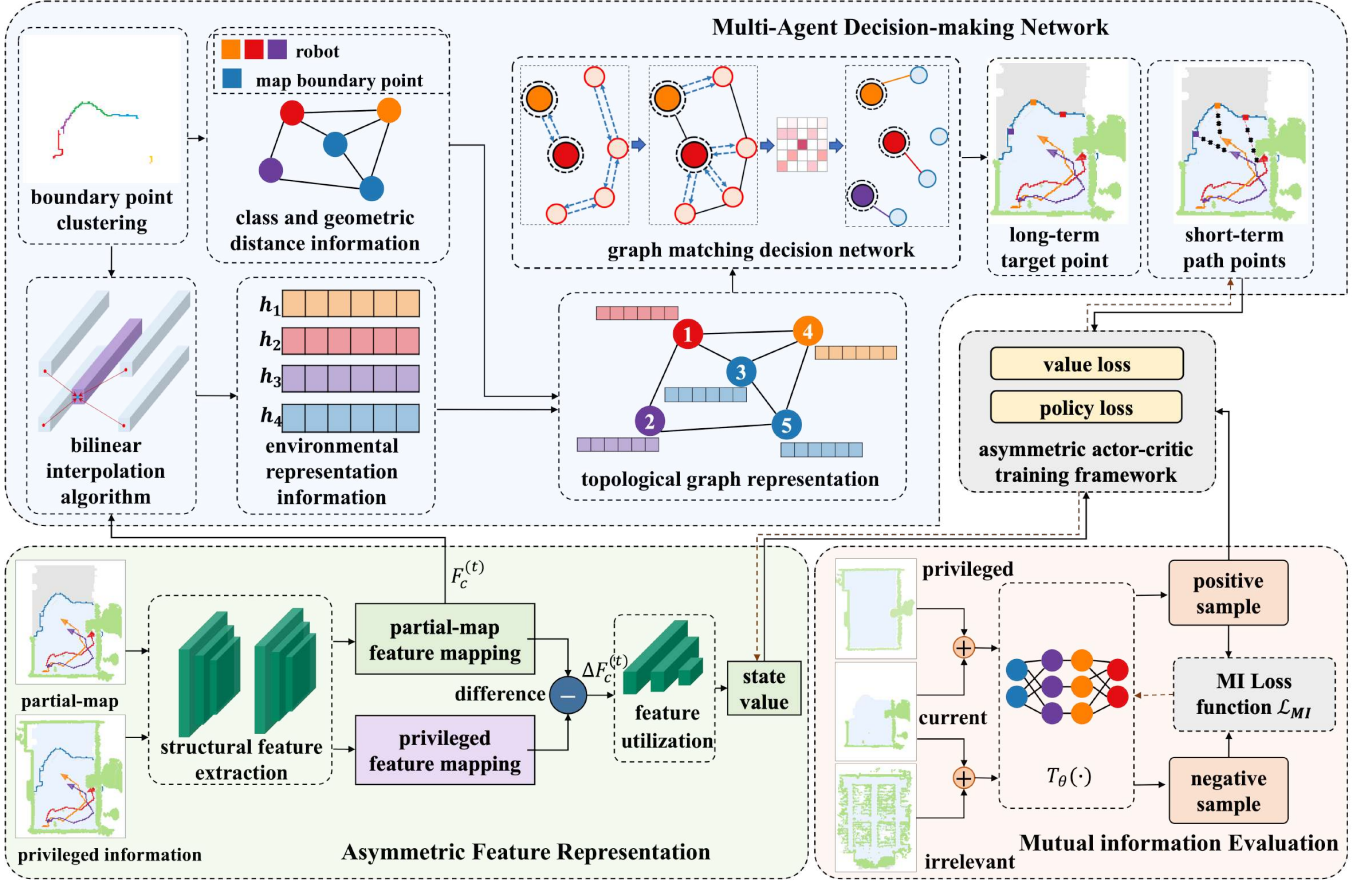 Multi-Agent Decision-making Network
robot
map boundary point
boundary point
clustering
class and geometric
distance information
graph matching decision network
long-term
target point
short-term
path points
bilinear
interpolation
algorithm
h1
h2
h3
h4
environmental
representation
information
1
4
3
2
5
topological graph representation
value loss
policy loss
asymmetric actor-critic
training framework
F_c^(t)
partial-map
privileged information
structural feature
extraction
partial-map
feature mapping
difference
−
ΔF_c^(t)
privileged
feature mapping
feature
utilization
state
value
Asymmetric Feature Representation
privileged
current
irrelevant
+
+
T_θ(·)
positive
sample
MI Loss
function ℒ_MI
negative
sample
Mutual information Evaluation